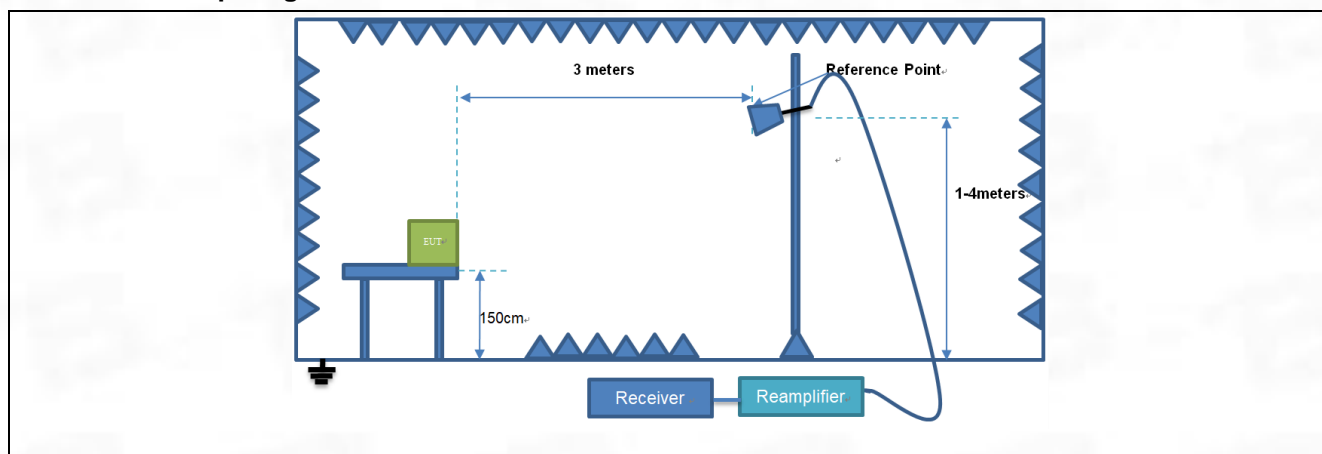 3 meters
Reference Point
1-4meters
EUT
150cm
Receiver
Reamplifier